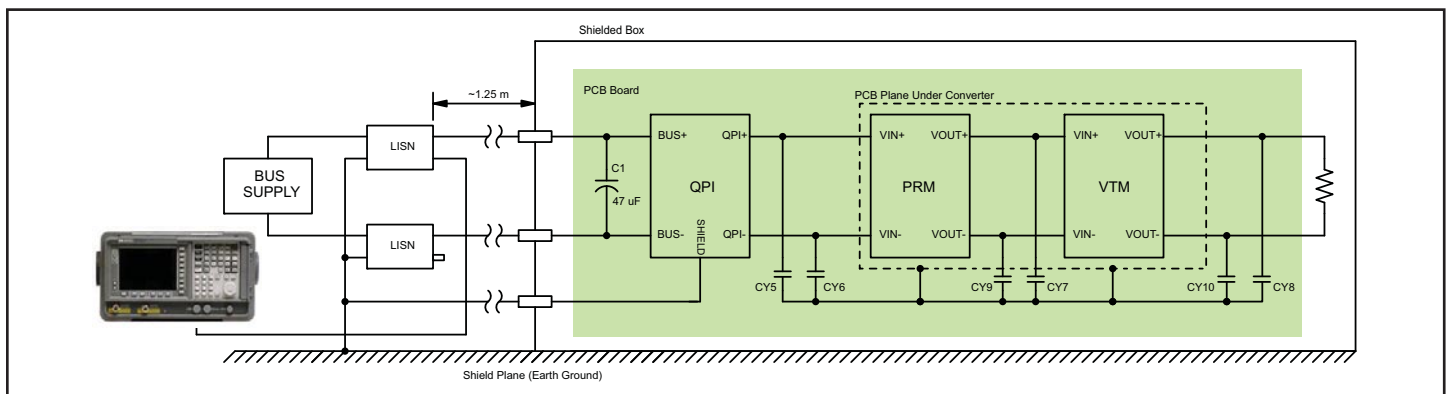 Shielded Box
~1.25 m
PCB Board
PCB Plane Under Converter
LISN
BUS
SUPPLY
LISN
C1
47 uF
BUS+
QPI+
QPI
BUS-
SHIELD
QPI-
VIN+
VOUT+
PRM
VIN-
VOUT-
VIN+
VOUT+
VTM
VIN-
VOUT-
CY5
CY6
CY9
CY7
CY10
CY8
Shield Plane (Earth Ground)